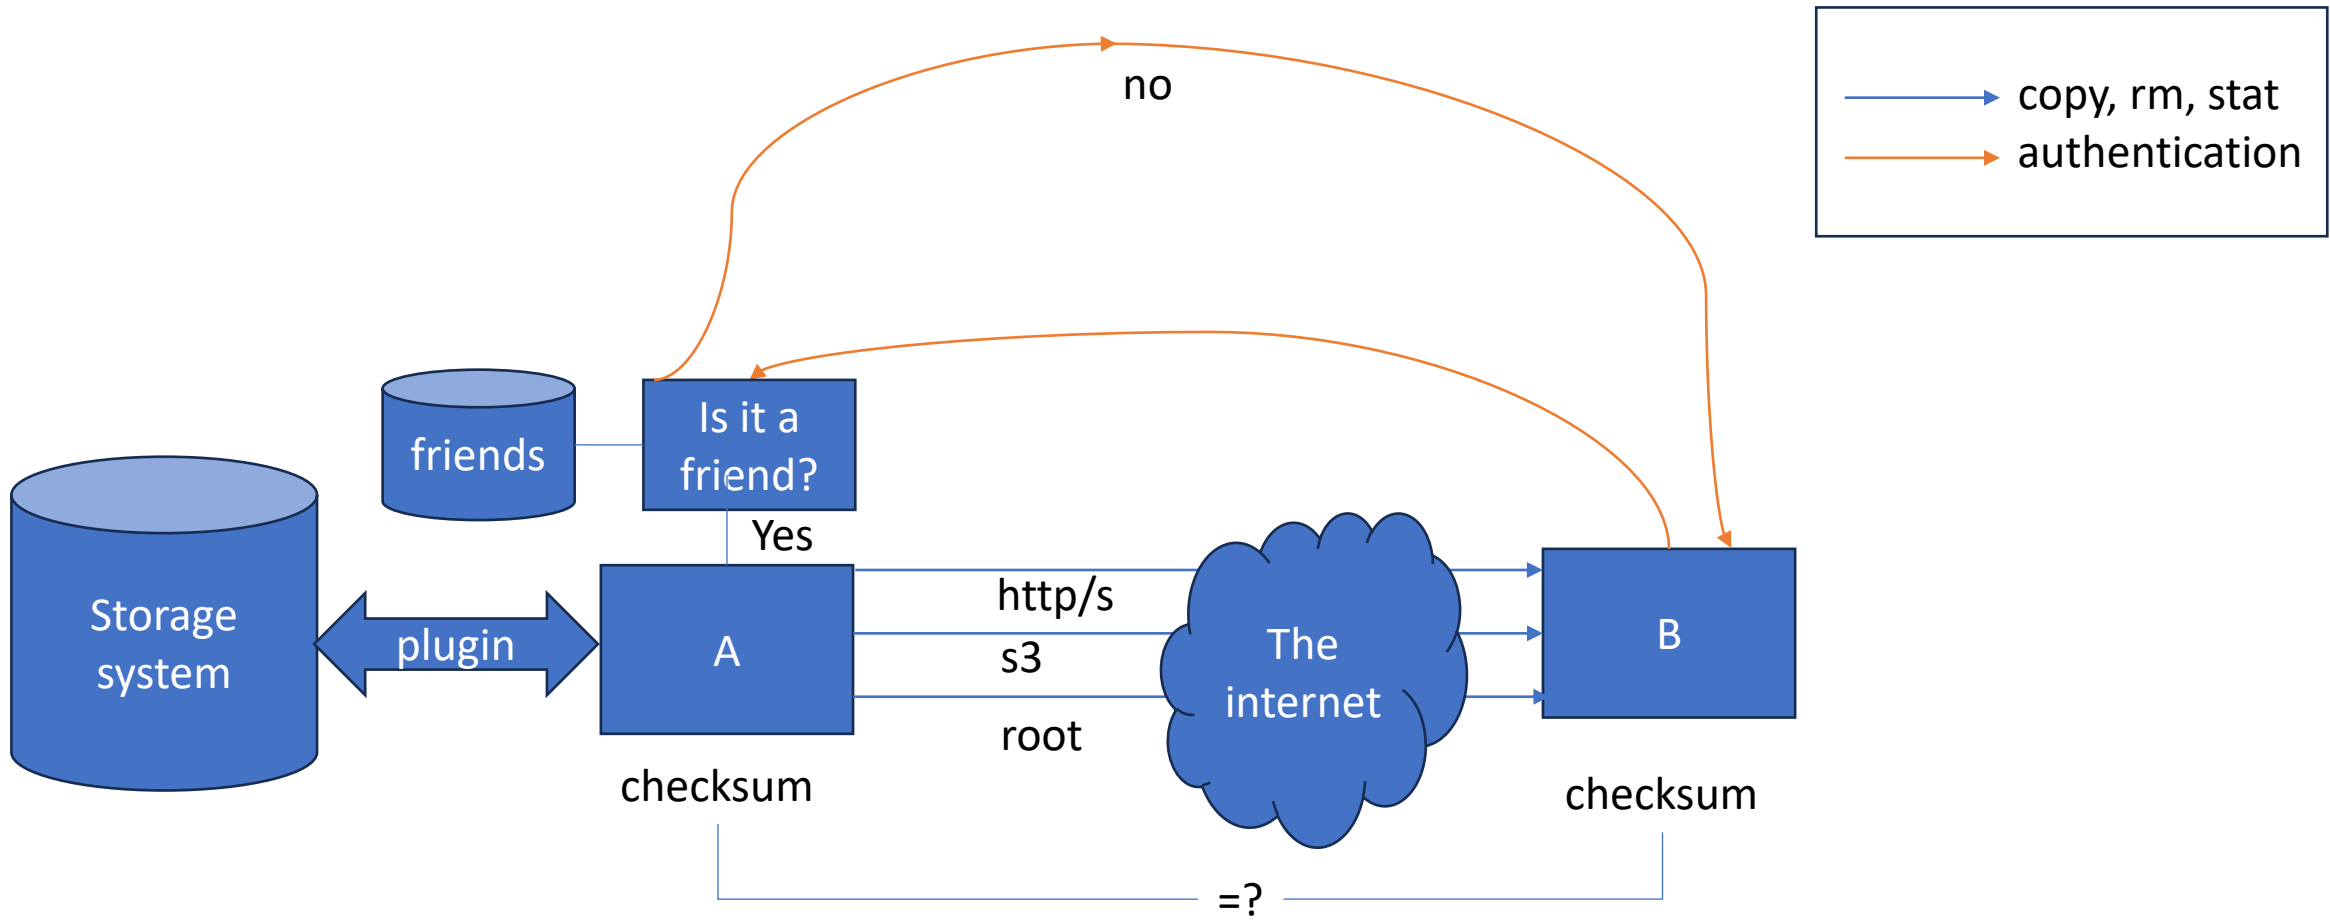 no
copy, rm, stat
authentication
Is it a
friend?
friends
Yes
Storage
system
plugin
A
http/s
s3
root
The
internet
B
checksum
checksum
=?